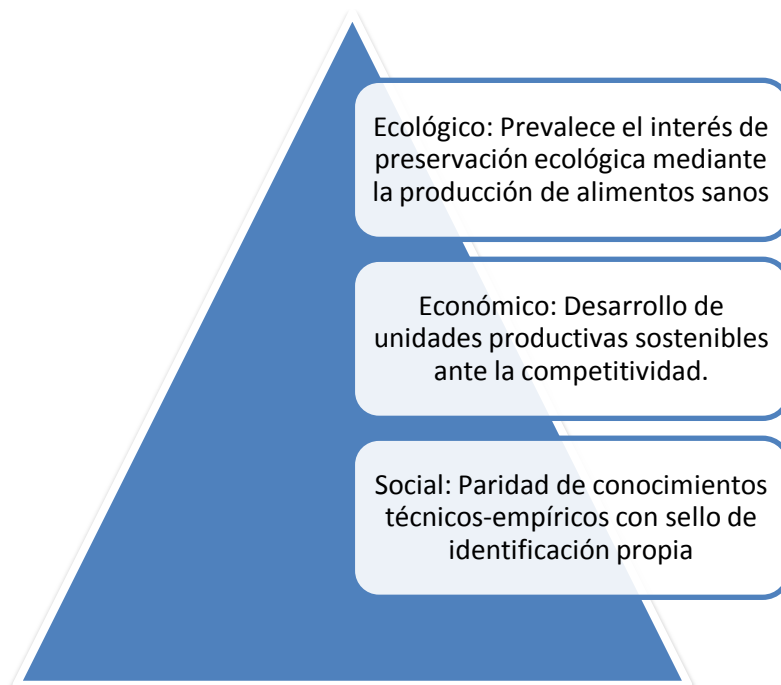 Ecológico: Prevalece el interés de
preservación ecológica mediante
la producción de alimentos sanos
Económico: Desarrollo de
unidades productivas sostenibles
ante la competitividad.
Social: Paridad de conocimientos
técnicos-empíricos con sello de
identificación propia